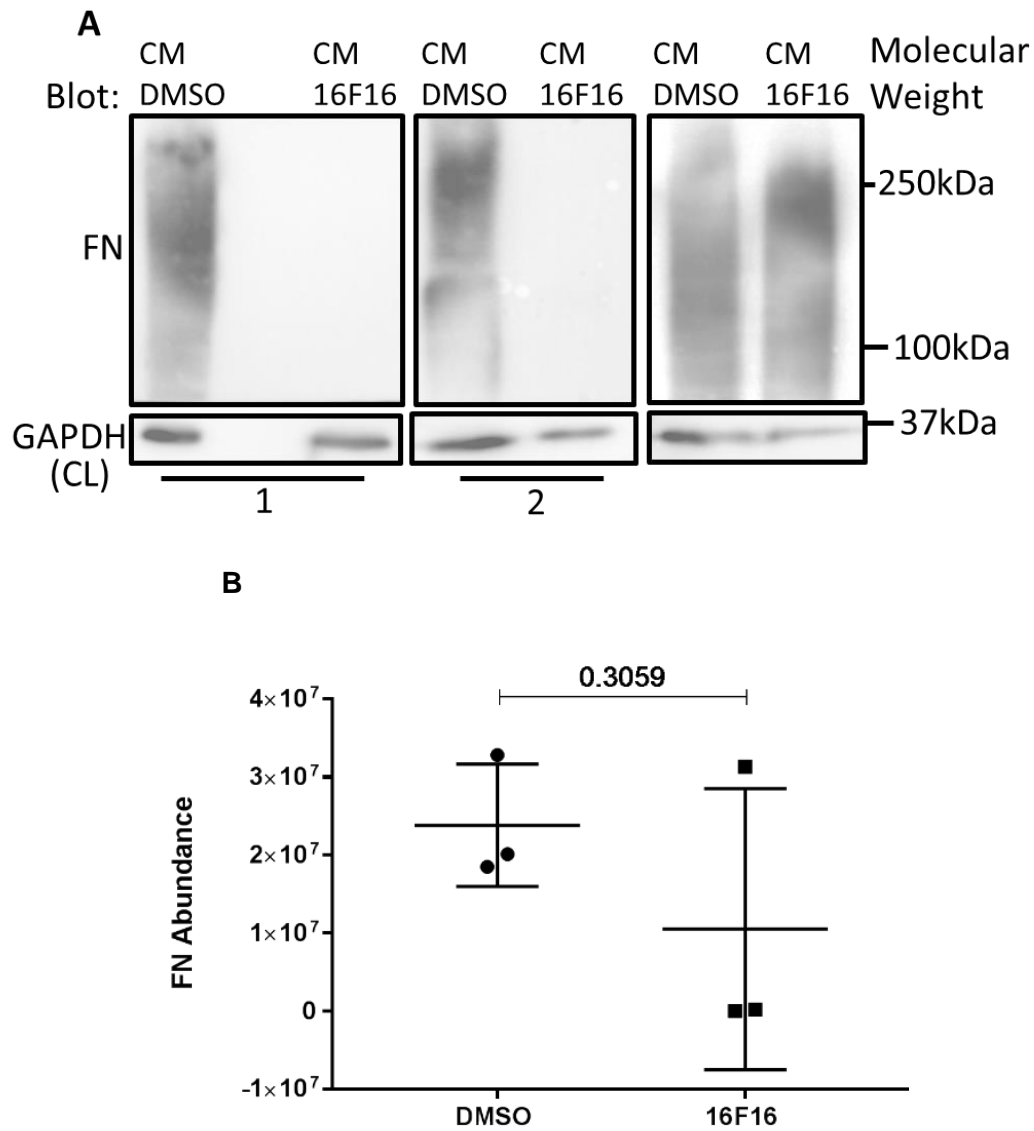 A
CM CM CM CM CM CM Molecular
Blot: DMSO 16F16 DMSO 16F16 DMSO 16F16 Weight
250kDa
FN
100kDa
37kDa
GAPDH
(CL)
1 2
B
0.3059
4×10⁷
3×10⁷
2×10⁷
1×10⁷
0
-1×10⁷
FN Abundance
DMSO 16F16